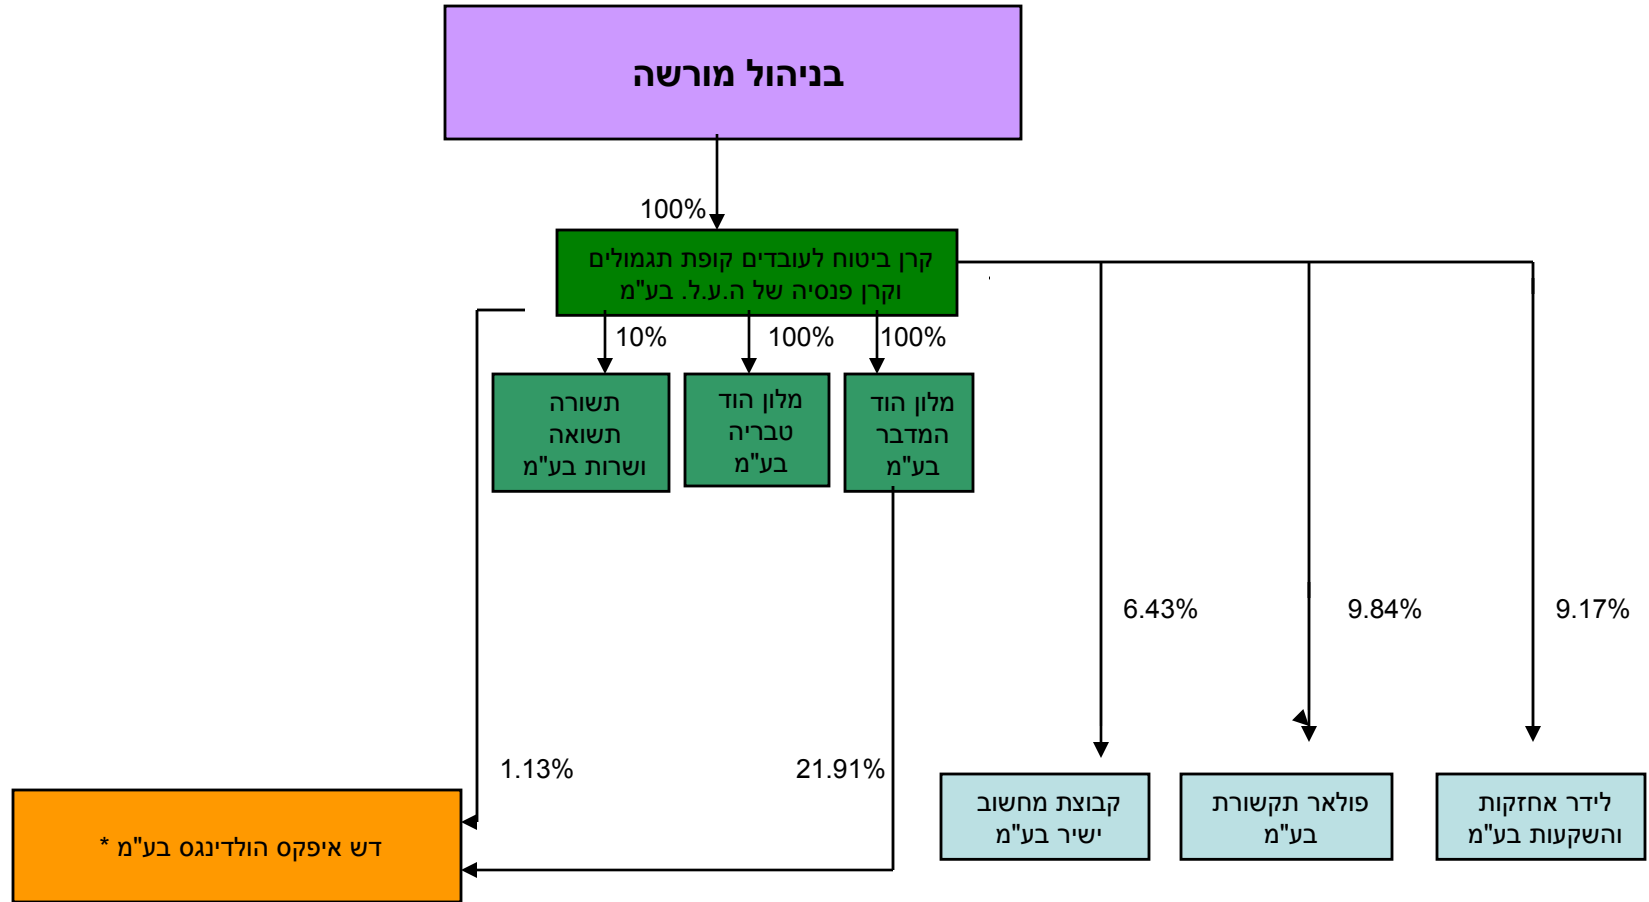 בניהול מורשה
100%
קרן ביטוח לעובדים קופת תגמולים
וקרן פנסיה של ה.ע.ל. בע"מ
100%
100%
10%
מלון הוד
המדבר
בע"מ
מלון הוד
טבריה
בע"מ
תשורה
תשואה
ושרות בע"מ
9.17%
9.84%
6.43%
21.91%
1.13%
לידר אחזקות
והשקעות בע"מ
פולאר תקשורת
בע"מ
קבוצת מחשוב
ישיר בע"מ
דש איפקס הולדינגס בע"מ *